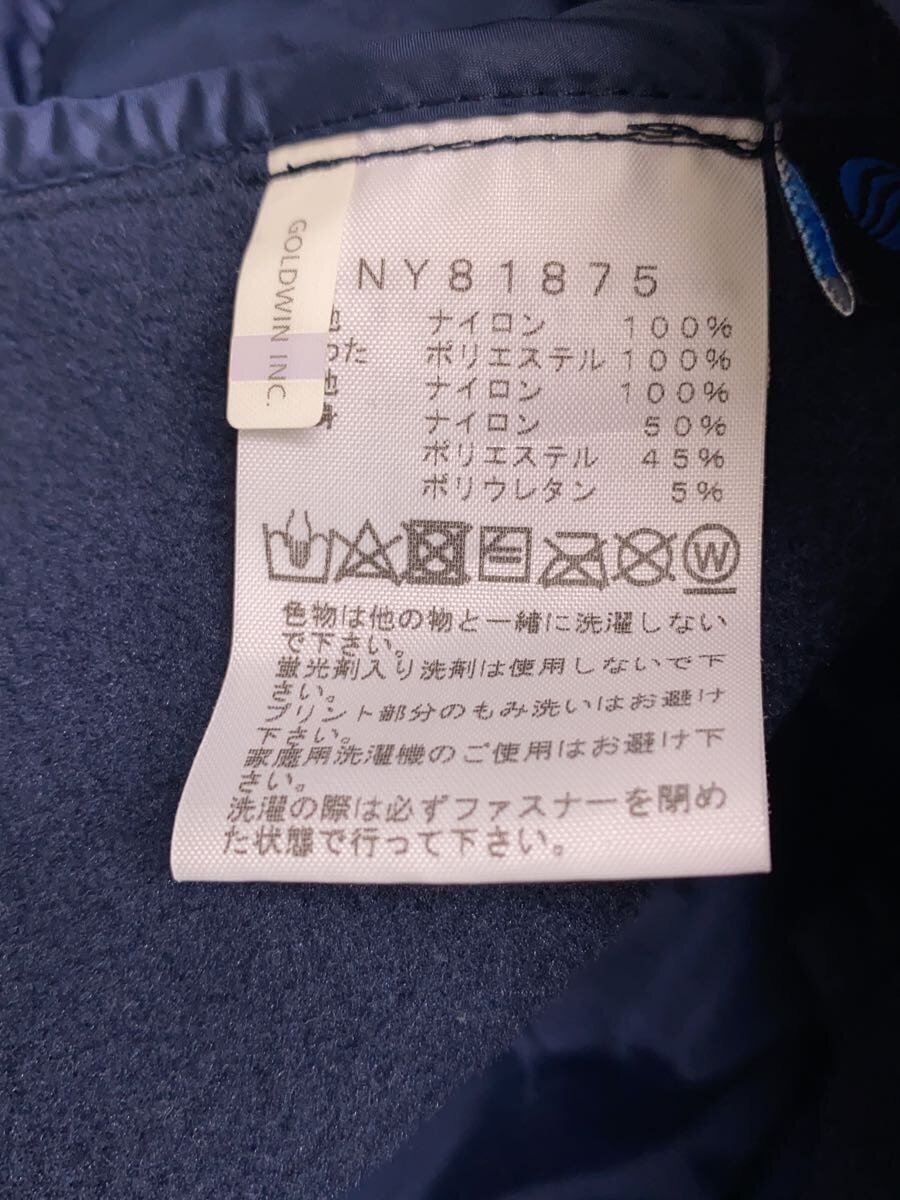 GOLDWIN INC.
NY81875
地 ナイロン 100%
わた ポリエステル 100%
地 ナイロン 100%
身 ナイロン 50%
ポリエステル 45%
ポリウレタン 5%
W
色物は他の物と一緒に洗濯しない
で下さい。
蛍光剤入り洗剤は使用しないで下
さい。
プリント部分のもみ洗いはお避け
下さい。
家庭用洗濯機のご使用はお避け下
さい。
洗濯の際は必ずファスナーを閉め
た状態で行って下さい。